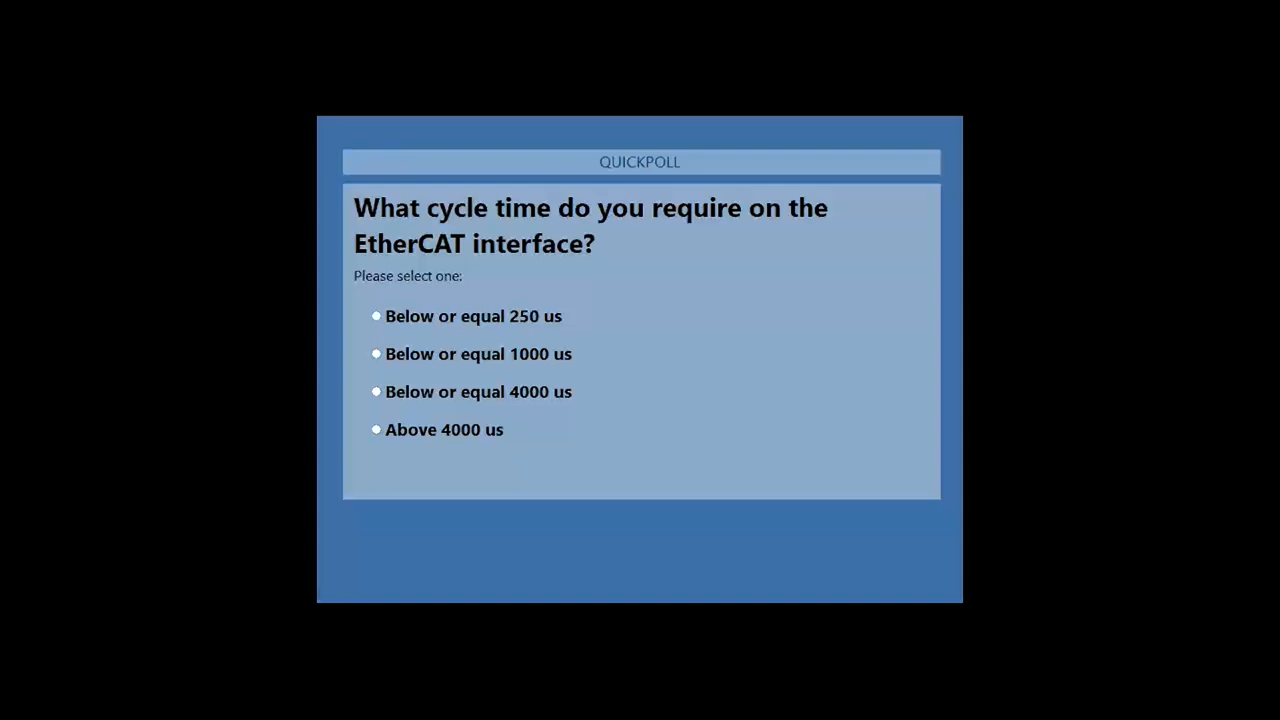 QUICKPOLL
What cycle time do you require on the
EtherCAT interface?
Please select one:
Below or equal 250 us
Below or equal 1000 us
Below or equal 4000 us
Above 4000 us